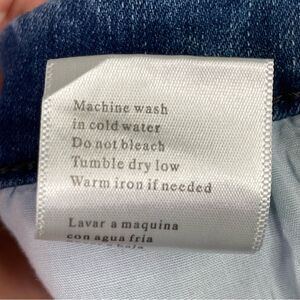 Machine wash
in cold water
Do not bleach
Tumble dry low
Warm iron if needed
Lavar a maquina
con agua fria